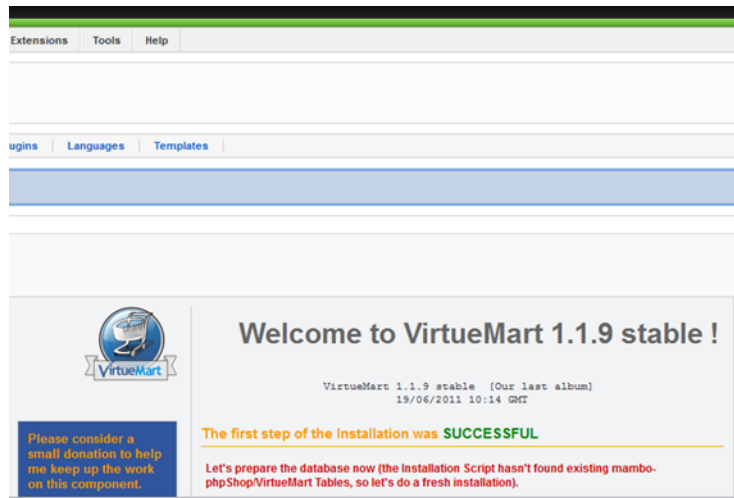 Extensions Tools Help
ugins Languages Templates
Welcome to VirtueMart 1.1.9 stable !
VirtueMart
VirtueMart 1.1.9 stable [Our last album]
19/06/2011 10:14 GMT
Please consider a
small donation to help
me keep up the work
on this component.
The first step of the Installation was SUCCESSFUL
Let's prepare the database now (the Installation Script hasn't found existing mambo-
phpShop/VirtueMart Tables, so let's do a fresh installation).